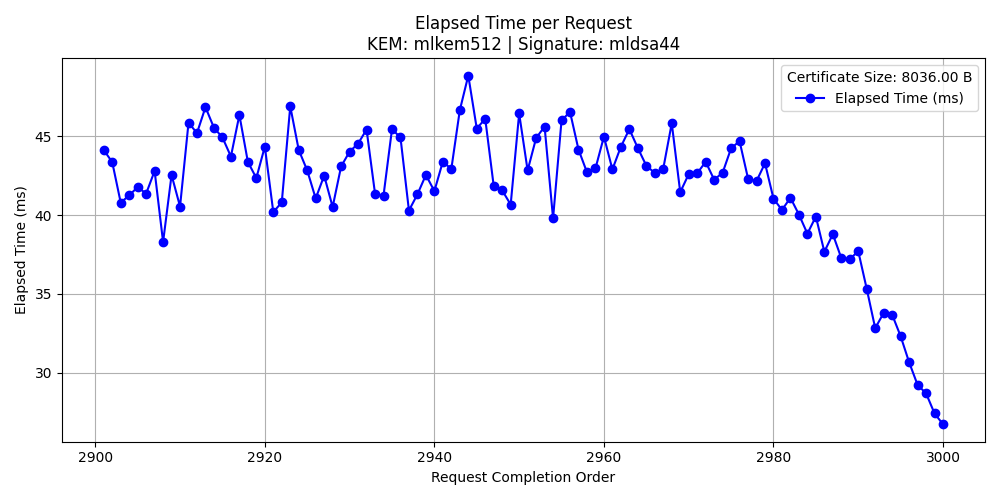 Elapsed Time per Request
KEM: mlkem512 | Signature: mldsa44
Certificate Size: 8036.00 B
Elapsed Time (ms)
Elapsed Time (ms)
45
40
35
30
2900
2920
2940
2960
2980
3000
Request Completion Order